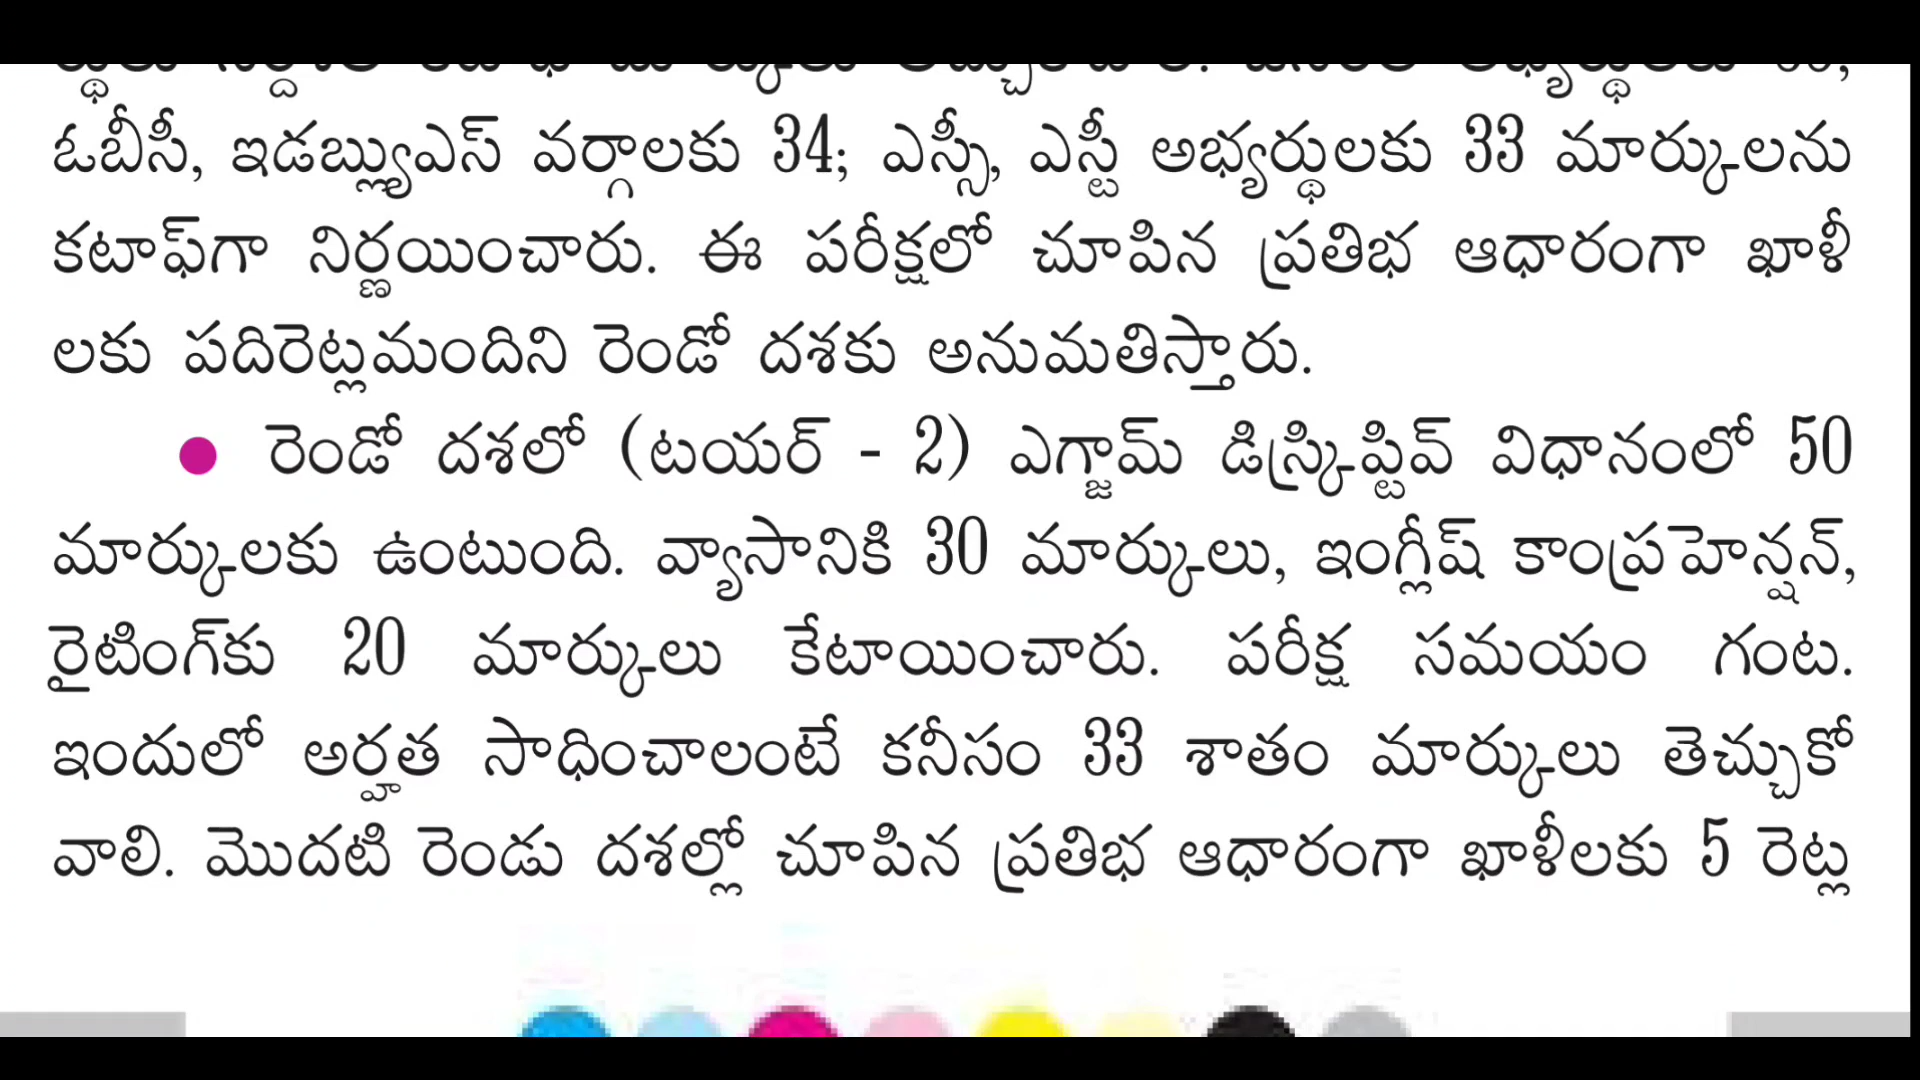 ఓబీసీ, ఇడబ్ల్యుఎస్ వర్గాలకు 34; ఎస్సీ, ఎస్టీ అభ్యర్థులకు 33 మార్కులను
కటాఫ్‌గా నిర్ణయించారు. ఈ పరీక్షలో చూపిన ప్రతిభ ఆధారంగా ఖాళీ
లకు పదిరెట్లమందిని రెండో దశకు అనుమతిస్తారు.
● రెండో దశలో (టయర్ - 2) ఎగ్జామ్ డిస్క్రిప్టివ్ విధానంలో 50
మార్కులకు ఉంటుంది. వ్యాసానికి 30 మార్కులు, ఇంగ్లీష్ కాంప్రహెన్షన్,
రైటింగ్‌కు 20 మార్కులు కేటాయించారు. పరీక్ష సమయం గంట.
ఇందులో అర్హత సాధించాలంటే కనీసం 33 శాతం మార్కులు తెచ్చుకో
వాలి. మొదటి రెండు దశల్లో చూపిన ప్రతిభ ఆధారంగా ఖాళీలకు 5 రెట్ల